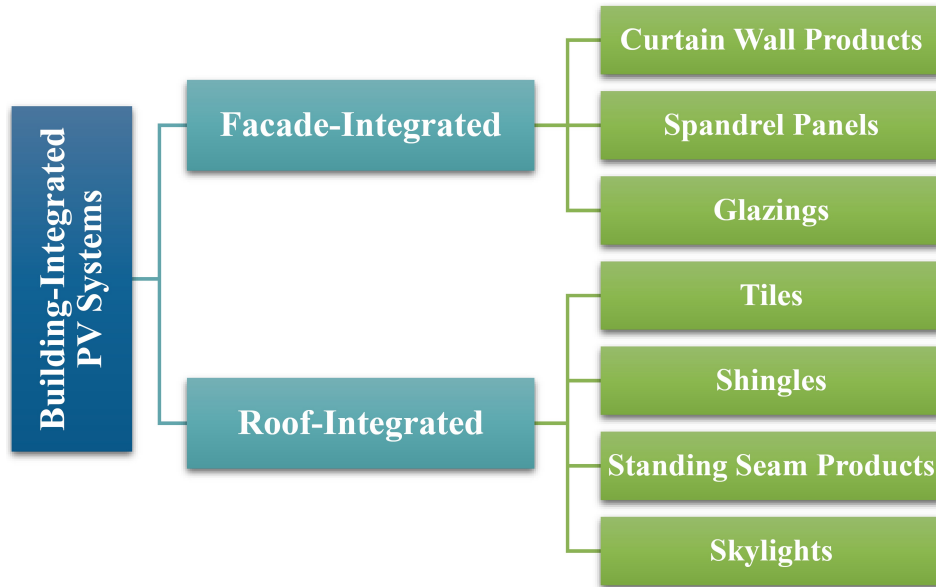 Building-Integrated
PV Systems
Facade-Integrated
Curtain Wall Products
Spandrel Panels
Glazings
Roof-Integrated
Tiles
Shingles
Standing Seam Products
Skylights